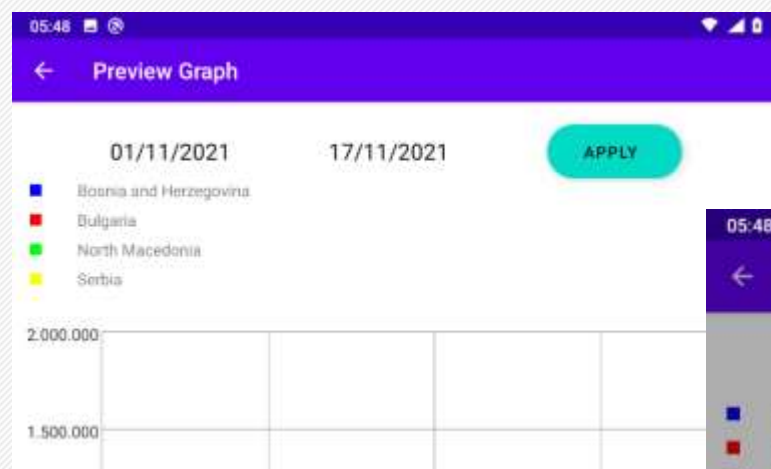 05:48
Preview Graph
01/11/2021 17/11/2021 APPLY
Bosnia and Herzegovina
Bulgaria
North Macedonia
Serbia
05:48
2.000.000
1.500.000